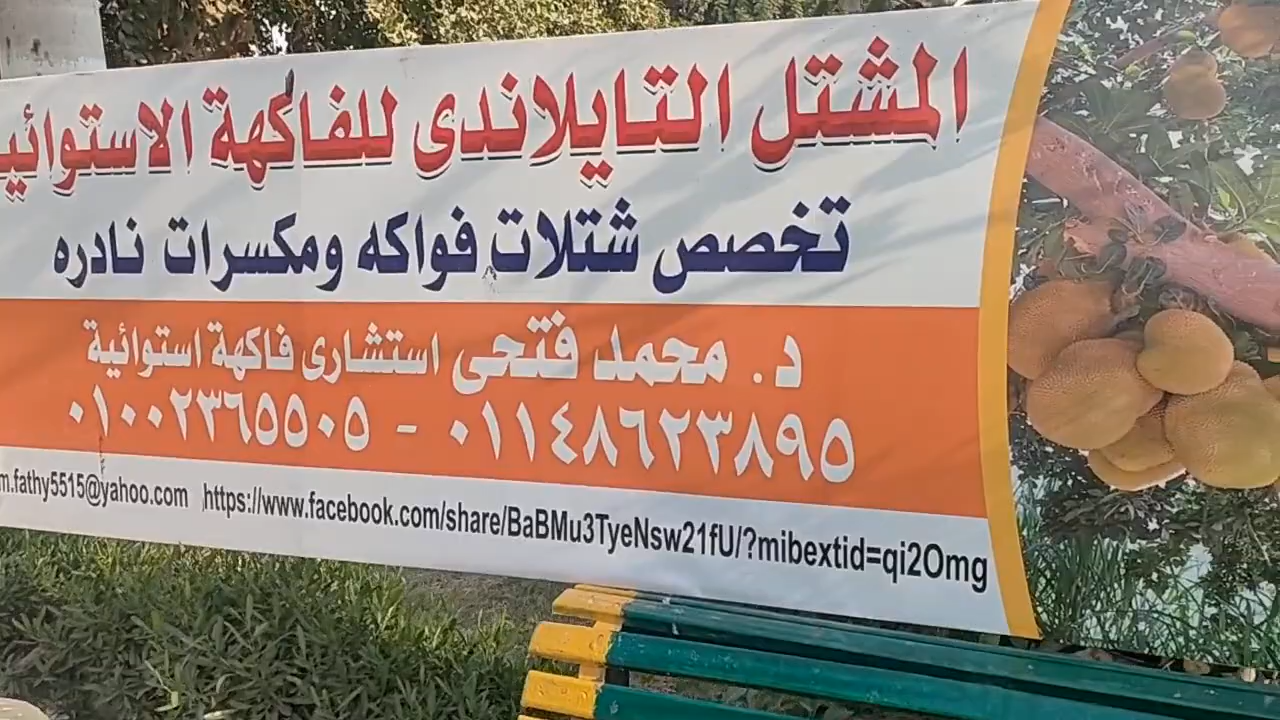 المشتل التايلاندى للفاكهة الاستوائي
تخصص شتلات فواكه ومكسرات نادره
د. محمد فتحى استشارى فاكهة استوائية
٠١١٤٨٦٢٣٨٩٥ - ٠١٠٠٢٣٦٥٥٠٥
m.fathy5515@yahoo.com https://www.facebook.com/share/BaBMu3TyeNsw21fU/?mibextid=qi2Omg